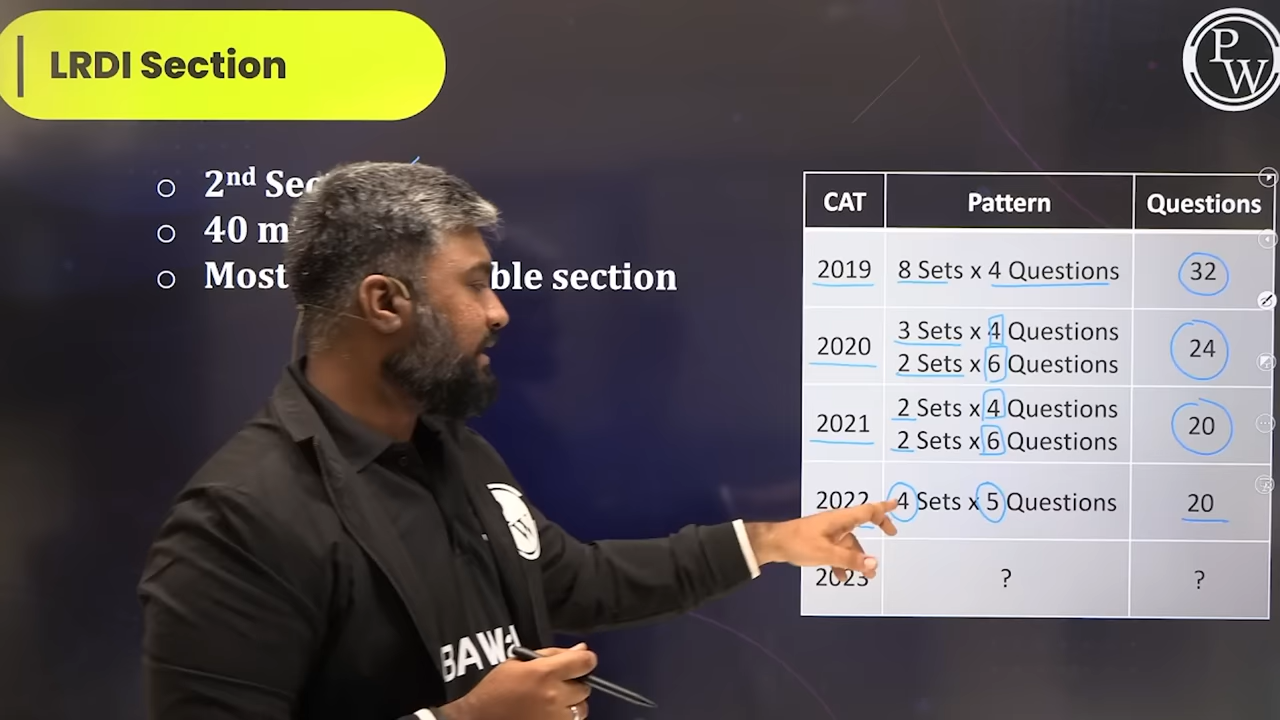 LRDI Section
PW
2nd Sec
40 m
Most ble section
CAT Pattern Questions
2019 8 Sets x 4 Questions 32
2020 3 Sets x 4 Questions
2 Sets x 6 Questions 24
2021 2 Sets x 4 Questions
2 Sets x 6 Questions 20
2022 4 Sets x 5 Questions 20
2023 ? ?
W
BAWa